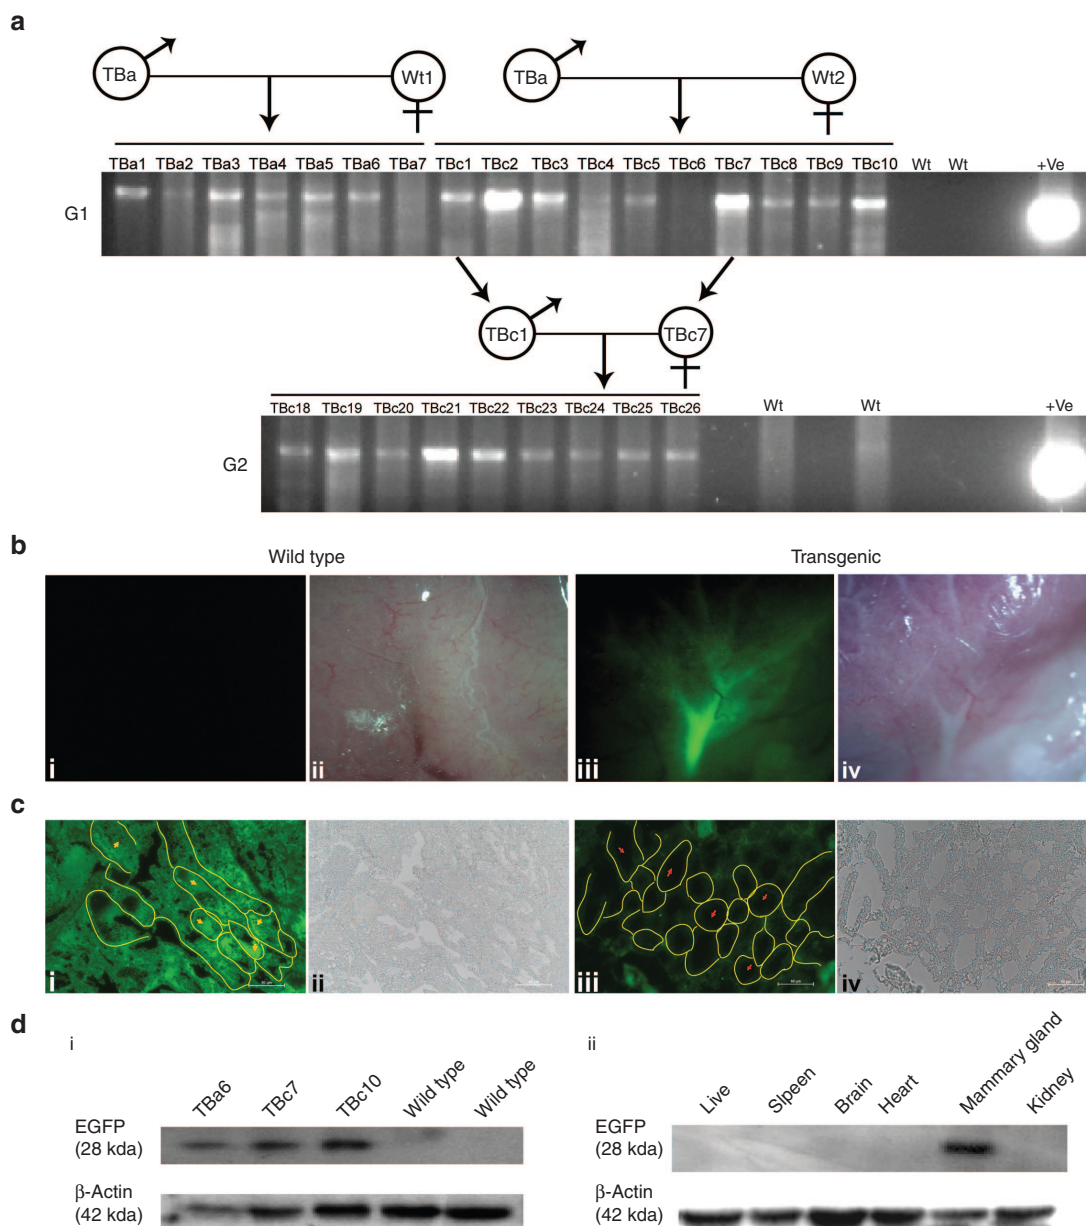 a
TBa Wt1 TBa Wt2
TBa1 TBa2 TBa3 TBa4 TBa5 TBa6 TBa7 TBc1 TBc2 TBc3 TBc4 TBc5 TBc6 TBc7 TBc8 TBc9 TBc10 Wt Wt +Ve
G1
TBc1 TBc7
TBc18 TBc19 TBc20 TBc21 TBc22 TBc23 TBc24 TBc25 TBc26 Wt Wt +Ve
G2
b
Wild type Transgenic
i ii iii iv
c
i ii iii iv
d
i
TBa6 TBc7 TBc10 Wild type Wild type
EGFP
(28 kda)
β-Actin
(42 kda)
ii
Live Slpeen Brain Heart Mammary gland Kidney
EGFP
(28 kda)
β-Actin
(42 kda)